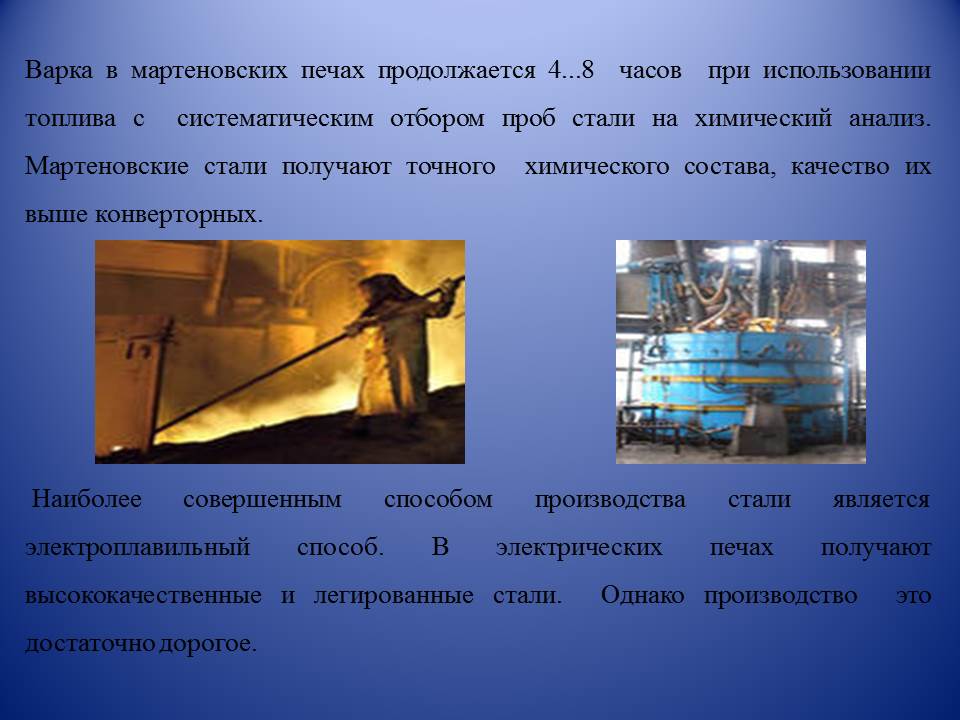 Варка в мартеновских печах продолжается 4...8 часов при использовании
топлива с систематическим отбором проб стали на химический анализ.
Мартеновские стали получают точного химического состава, качество их
выше конверторных.
Наиболее совершенным способом производства стали является
электроплавильный способ. В электрических печах получают
высококачественные и легированные стали. Однако производство это
достаточно дорогое.